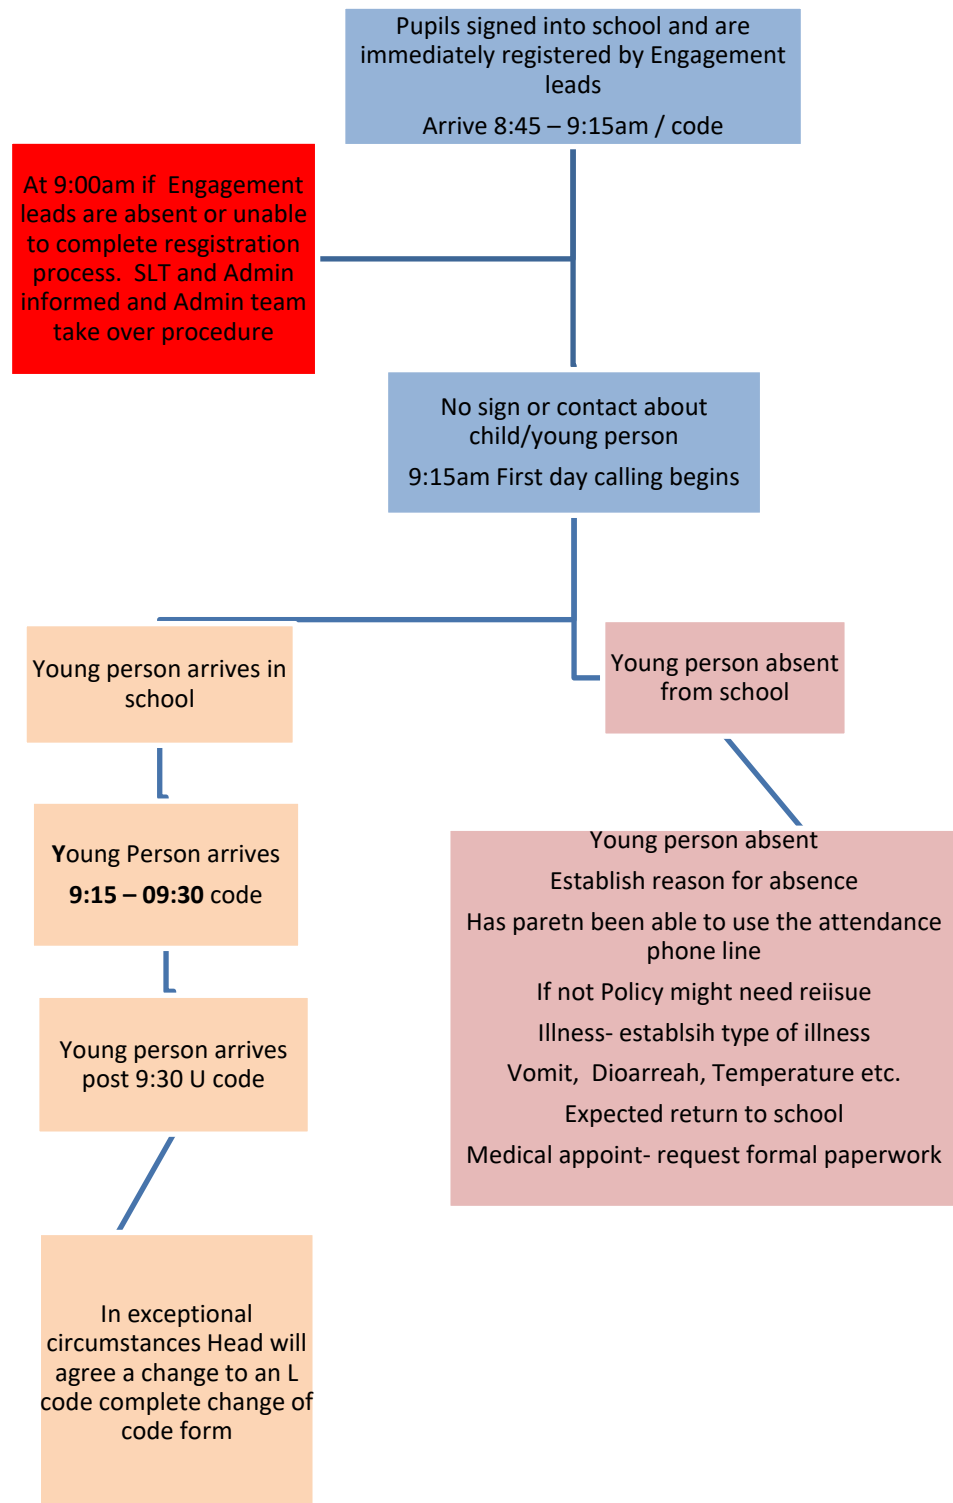 Pupils signed into school and are
immediately registered by Engagement
leads
Arrive 8:45 – 9:15am / code
At 9:00am if  Engagement
leads are absent or unable
to complete resgistration
process.  SLT and Admin
informed and Admin team
take over procedure
No sign or contact about
child/young person
9:15am First day calling begins
Young person arrives in
school
Young person absent
from school
Young Person arrives
9:15 – 09:30 code
Young person absent
Establish reason for absence
Has paretn been able to use the attendance
phone line
If not Policy might need reiisue
Illness- establsih type of illness
Vomit,  Dioarreah, Temperature etc.
Expected return to school
Medical appoint- request formal paperwork
Young person arrives
post 9:30 U code
In exceptional
circumstances Head will
agree a change to an L
code complete change of
code form